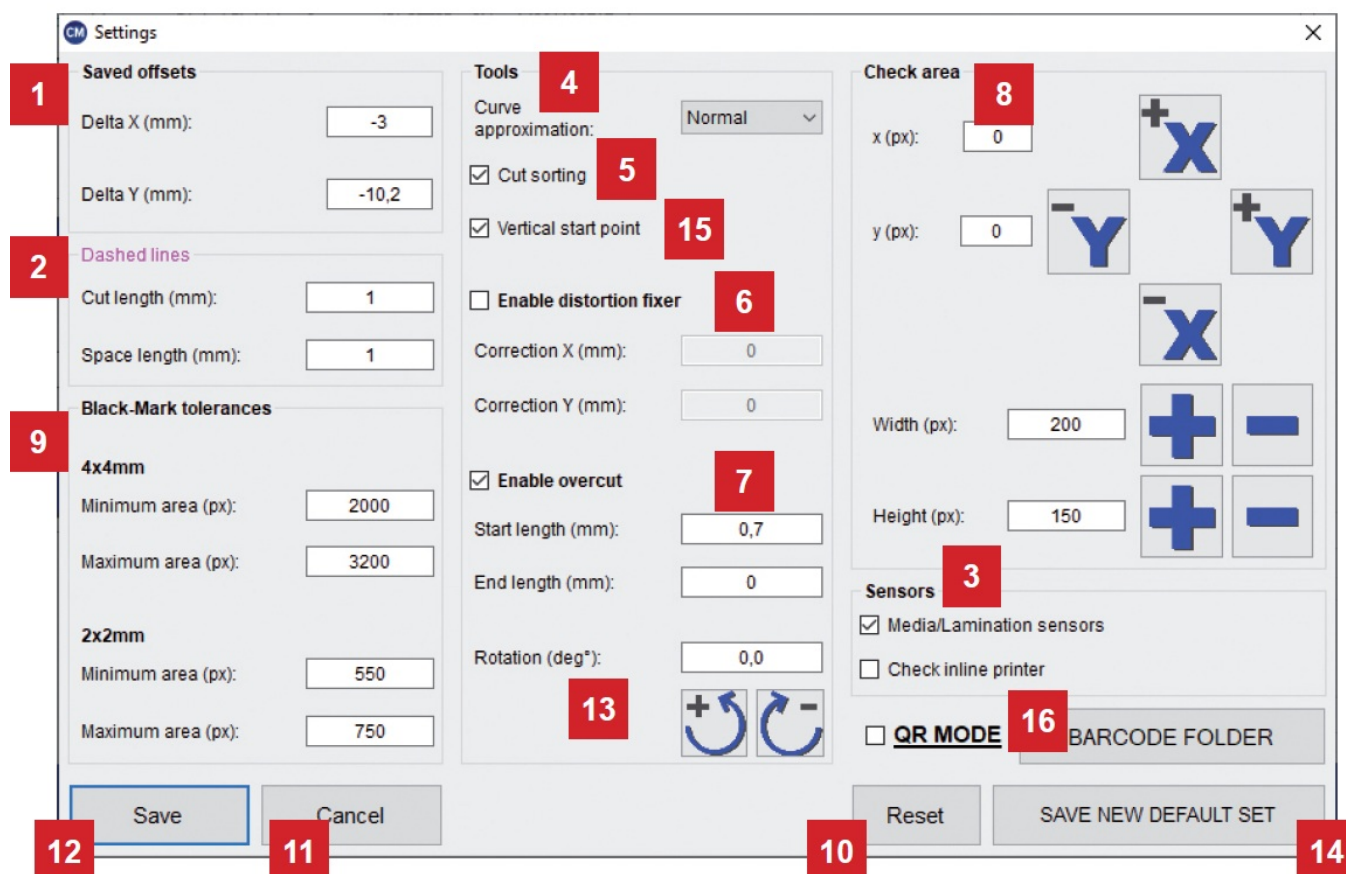 CM Settings
1
Saved offsets
Delta X (mm): -3
Delta Y (mm): -10,2
2
Dashed lines
Cut length (mm): 1
Space length (mm): 1
9
Black-Mark tolerances
4x4mm
Minimum area (px): 2000
Maximum area (px): 3200
2x2mm
Minimum area (px): 550
Maximum area (px): 750
Tools
4
Curve
approximation: Normal
Cut sorting
5
Vertical start point
15
Enable distortion fixer
6
Correction X (mm): 0
Correction Y (mm): 0
Enable overcut
7
Start length (mm): 0,7
End length (mm): 0
Rotation (deg°): 0,0
13
+ -
Check area
8
x (px): 0
+X
y (px): 0
-Y
+Y
-X
Width (px): 200 + -
Height (px): 150 + -
3
Sensors
Media/Lamination sensors
Check inline printer
QR MODE
16
BARCODE FOLDER
Save
12
Cancel
11
Reset
10
SAVE NEW DEFAULT SET
14